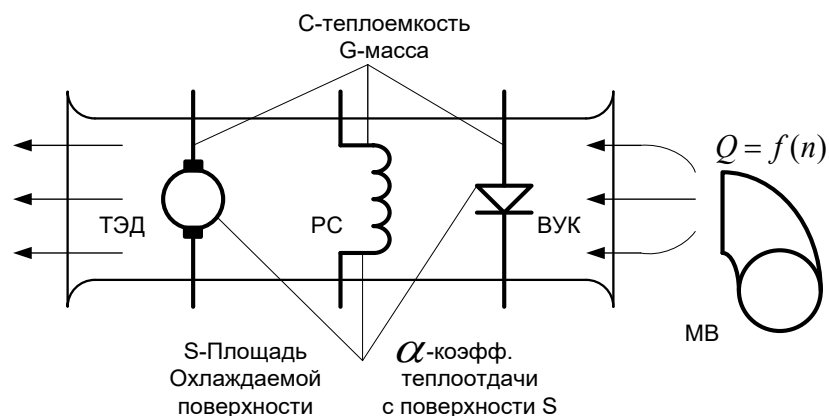 С-теплоемкость
G-масса
Q = f(n)
ТЭД
РС
ВУК
МВ
S-Площадь
Охлаждаемой
поверхности
α-коэфф.
теплоотдачи
с поверхности S